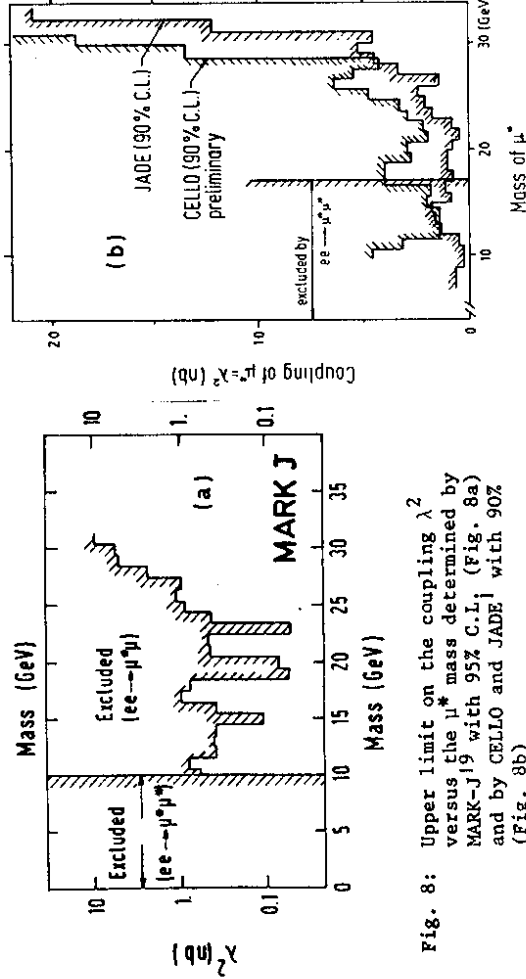 (b)
JADE (90% C.L.)
CELLO (90% C.L.)
preliminary
excluded by
ee → μ*μ*
Coupling of μ* = λ² (nb)
20
15
10
5
0
10
20
30 (GeV)
Mass of μ*
Mass (GeV)
Excluded
(ee→μ*μ*)
Excluded
(ee→μ*μ)
(a)
MARK J
λ² (nb)
10
1.
0.1
10
1.
0.1
0
5
10
15
20
25
30
35
Mass (GeV)
Fig. 8: Upper limit on the coupling λ²
versus the μ* mass determined by
MARK-J¹⁹ with 95% C.L. (Fig. 8a)
and by CELLO and JADE with 90%
(Fig. 8b)